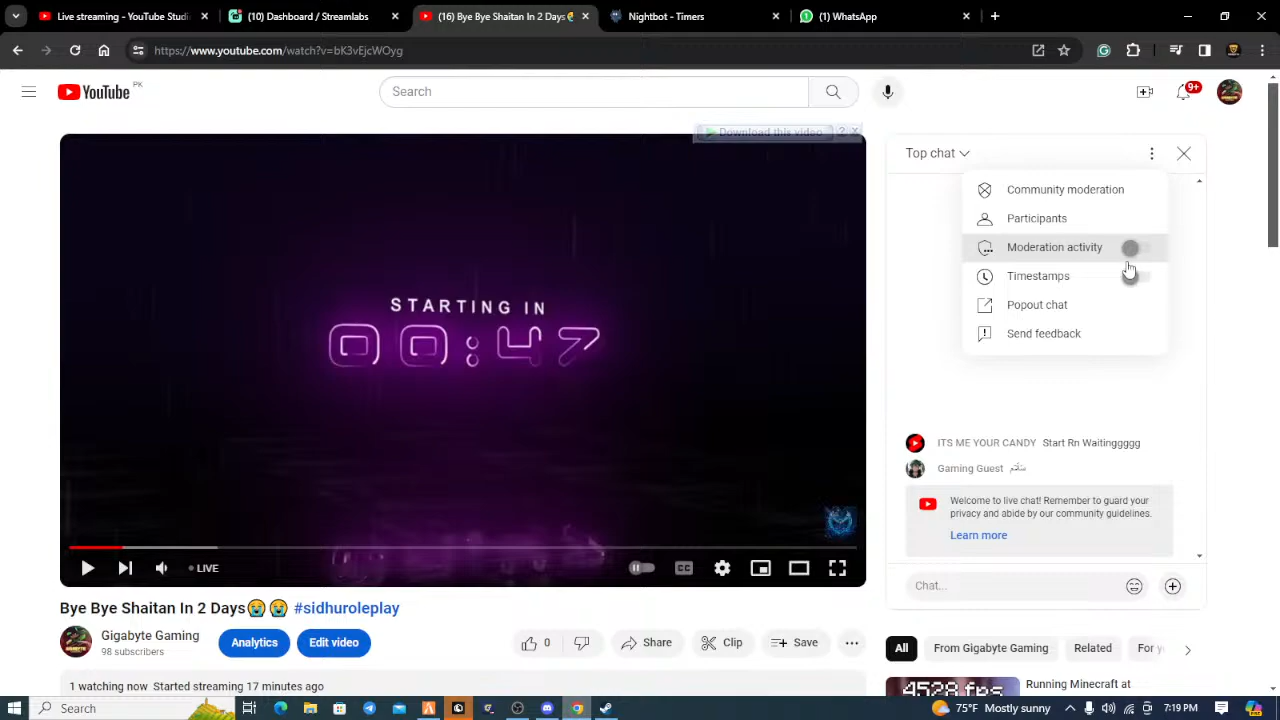 Live streaming - YouTube Studi
(10) Dashboard / Streamlabs
(16) Bye Bye Shaitan In 2 Days😭
Nightbot - Timers
(1) WhatsApp
https://www.youtube.com/watch?v=bK3vEjcWOyg
YouTube PK
Search
9+
Download this video ? X
Top chat
Community moderation
Participants
Moderation activity
Timestamps
Popout chat
Send feedback
STARTING IN
00:47
ITS ME YOUR CANDY Start Rn Waitinggggg
Gaming Guest
Welcome to live chat! Remember to guard your
privacy and abide by our community guidelines.
Learn more
Chat...
LIVE
CC
Bye Bye Shaitan In 2 Days😭😭 #sidhuroleplay
Gigabyte Gaming
98 subscribers
Analytics
Edit video
0
Share
Clip
Save
All
From Gigabyte Gaming
Related
For y
1 watching now Started streaming 17 minutes ago
4528 fps
Running Minecraft at
Search
75°F Mostly sunny
7:19 PM